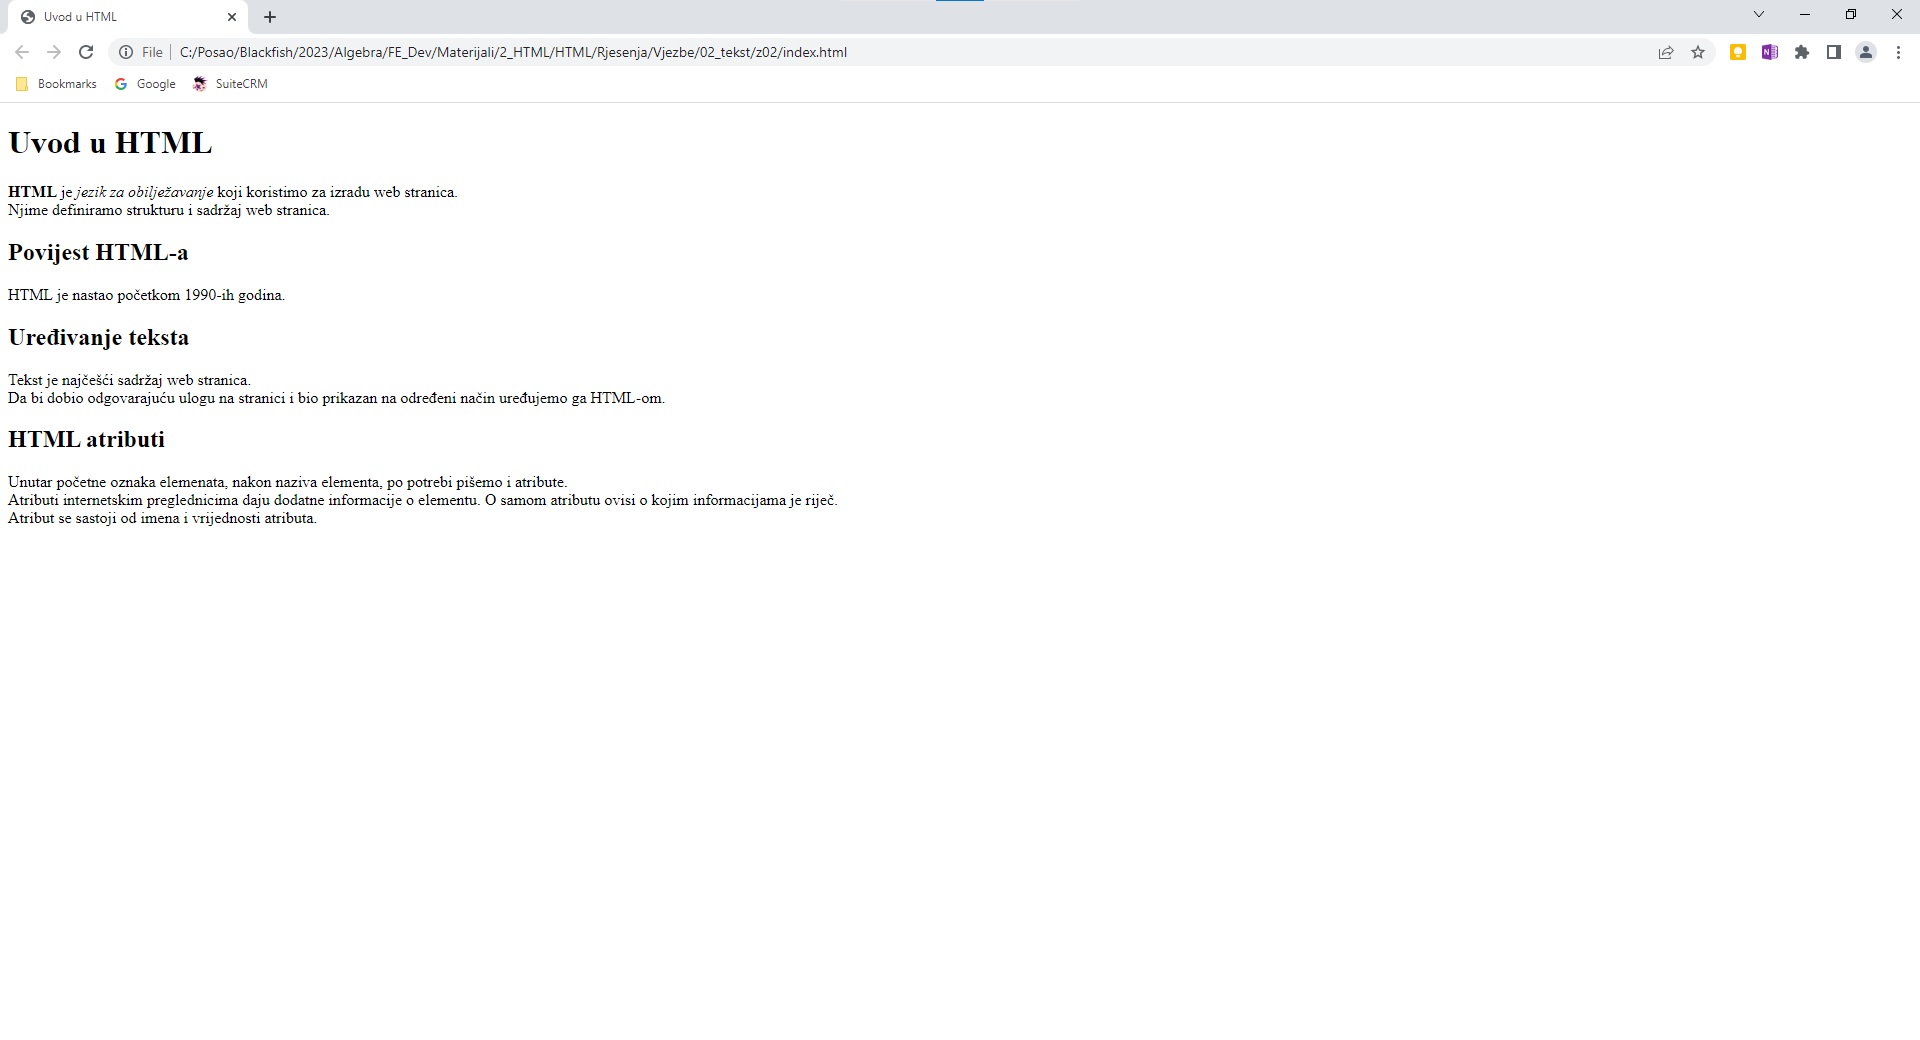 Uvod u HTML
File
C:/Posao/Blackfish/2023/Algebra/FE_Dev/Materijali/2_HTML/HTML/Rjesenja/Vjezbe/02_tekst/z02/index.html
Bookmarks
Google
SuiteCRM
Uvod u HTML
HTML je jezik za obilježavanje koji koristimo za izradu web stranica.
Njime definiramo strukturu i sadržaj web stranica.
Povijest HTML-a
HTML je nastao početkom 1990-ih godina.
Uređivanje teksta
Tekst je najčešći sadržaj web stranica.
Da bi dobio odgovarajuću ulogu na stranici i bio prikazan na određeni način uređujemo ga HTML-om.
HTML atributi
Unutar početne oznaka elemenata, nakon naziva elementa, po potrebi pišemo i atribute.
Atributi internetskim preglednicima daju dodatne informacije o elementu. O samom atributu ovisi o kojim informacijama je riječ.
Atribut se sastoji od imena i vrijednosti atributa.